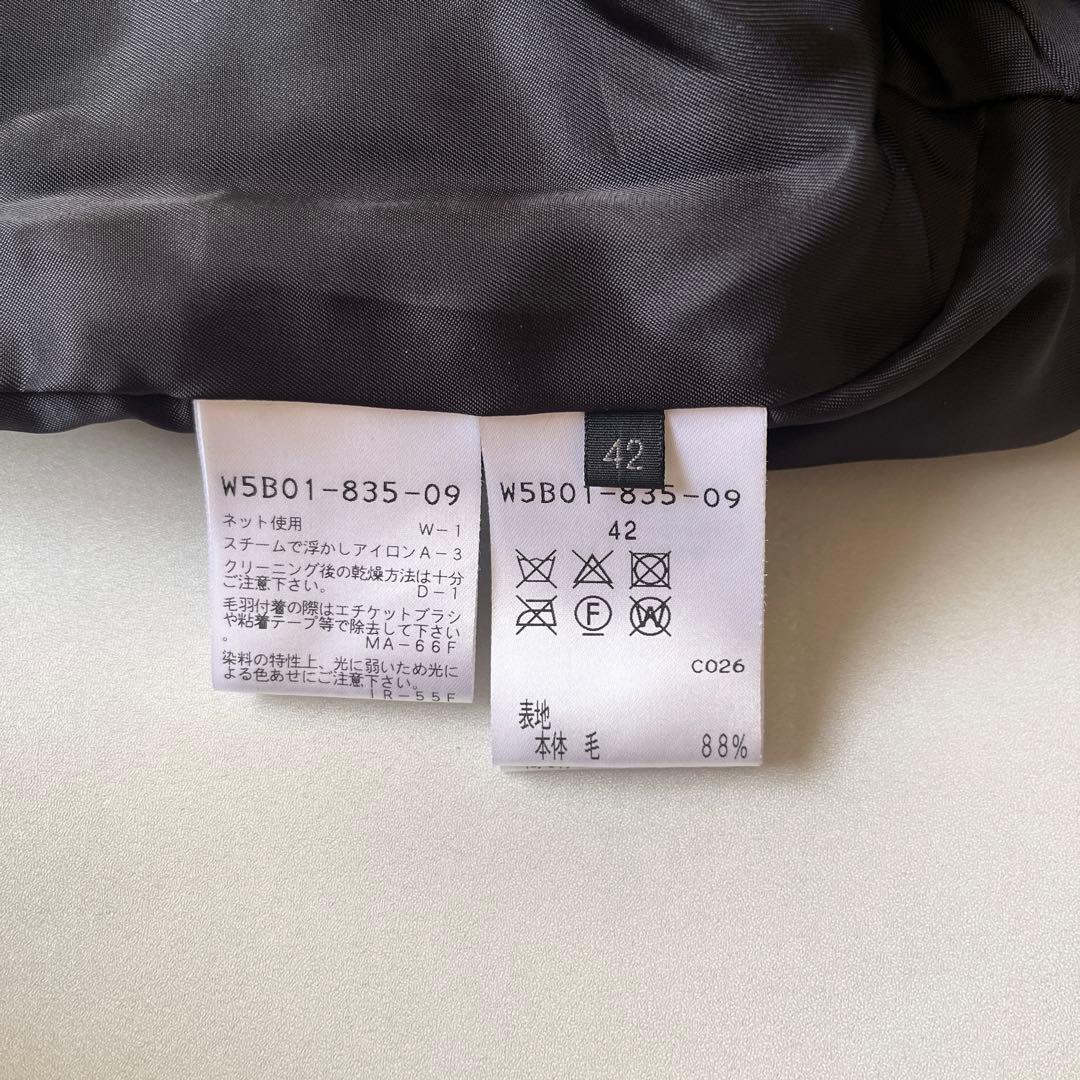 W5B01-835-09
ネット使用 W-1
スチームで浮かしアイロンA-3
クリーニング後の乾燥方法は十分
ご注意下さい。 D-1
毛羽付着の際はエチケットブラシ
や粘着テープ等で除去して下さい
。 MA-66F
染料の特性上、光に弱いため光に
よる色あせにご注意下さい。
IR-55F
42
W5B01-835-09
42
F W
C026
表地
本体 毛 88%